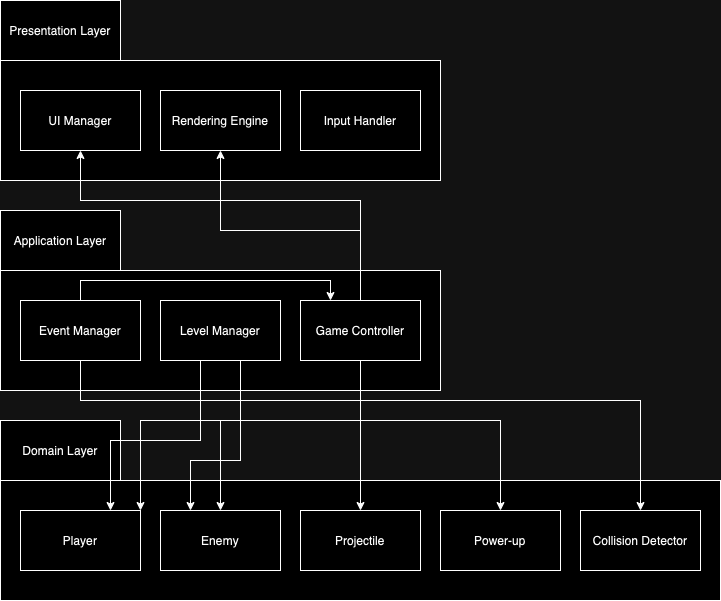 Presentation Layer
UI Manager
Rendering Engine
Input Handler
Application Layer
Event Manager
Level Manager
Game Controller
Domain Layer
Player
Enemy
Projectile
Power-up
Collision Detector